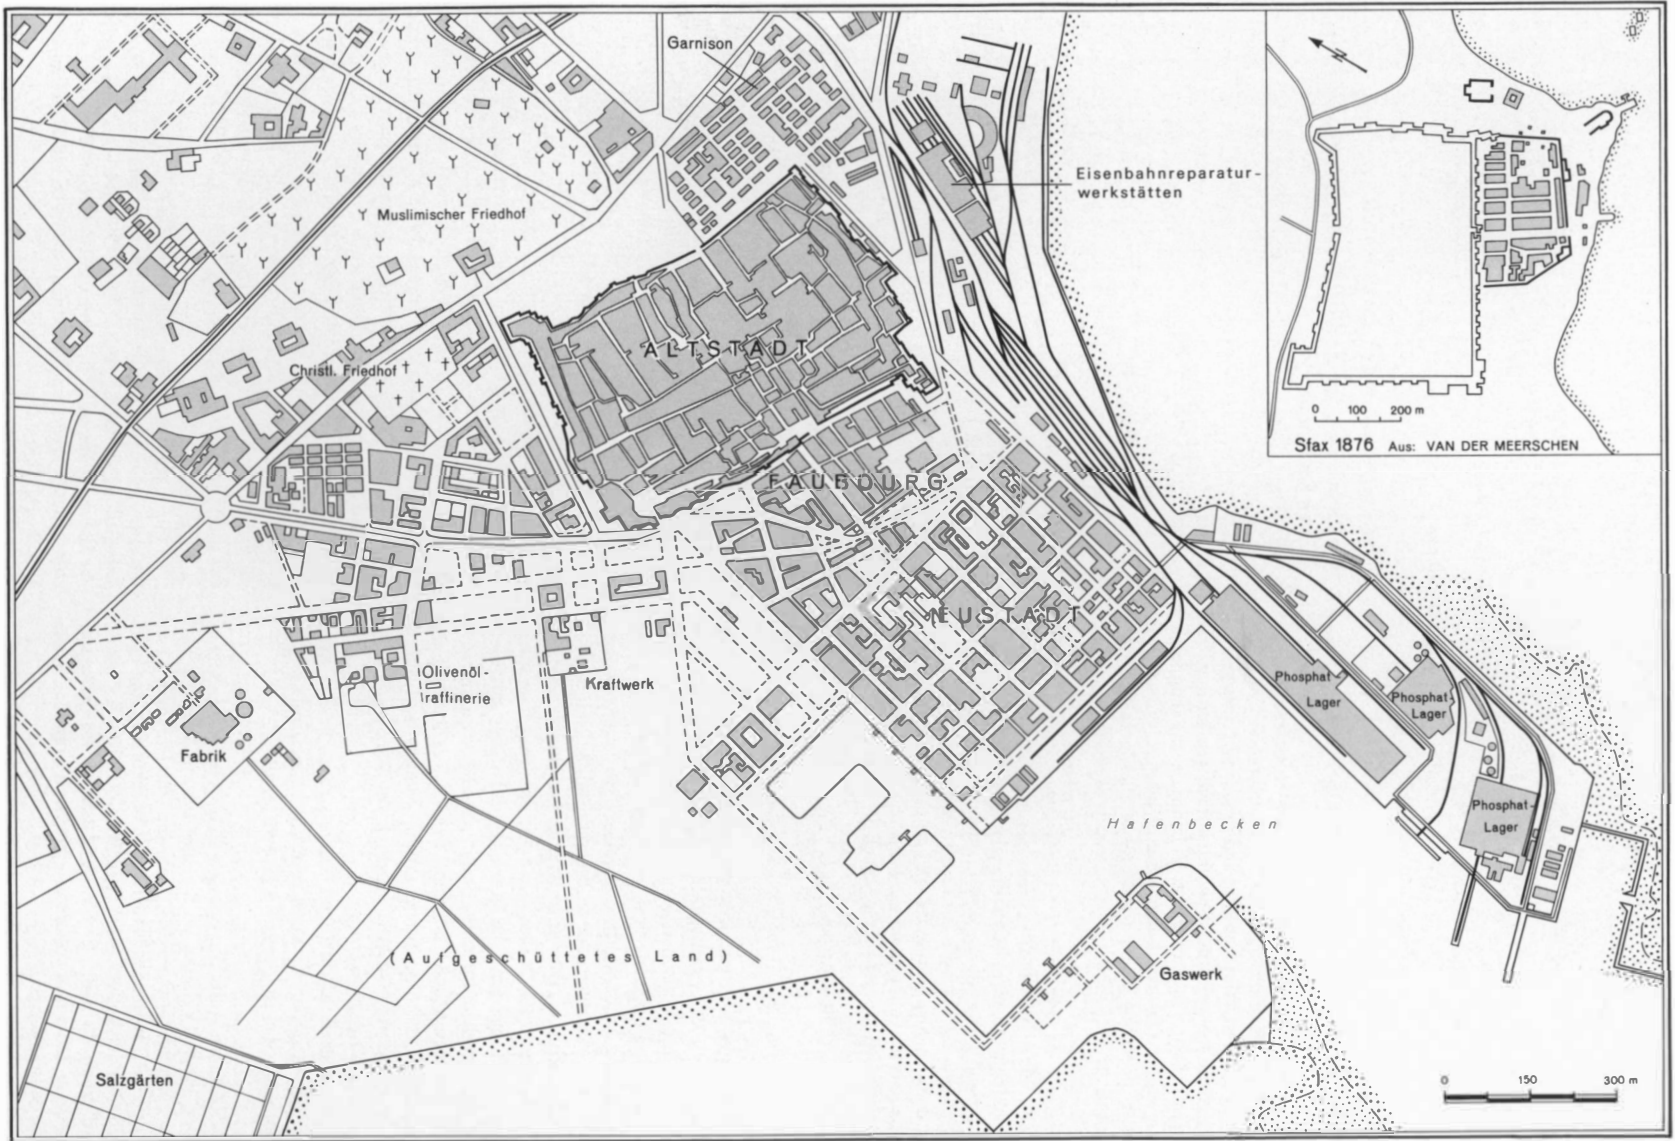 Garnison
Eisenbahnreparatur-
werkstätten
Muslimischer Friedhof
ALTSTADT
Christl. Friedhof
FAUBOURG
NEUSTADT
Olivenöl-
raffinerie
Kraftwerk
Fabrik
Phosphat-
Lager
Phosphat
Lager
Phosphat-
Lager
Hafenbecken
(Aufgeschüttetes Land)
Gaswerk
Salzgärten
0 150 300 m
N
0 100 200 m
Sfax 1876 Aus: VAN DER MEERSCHEN